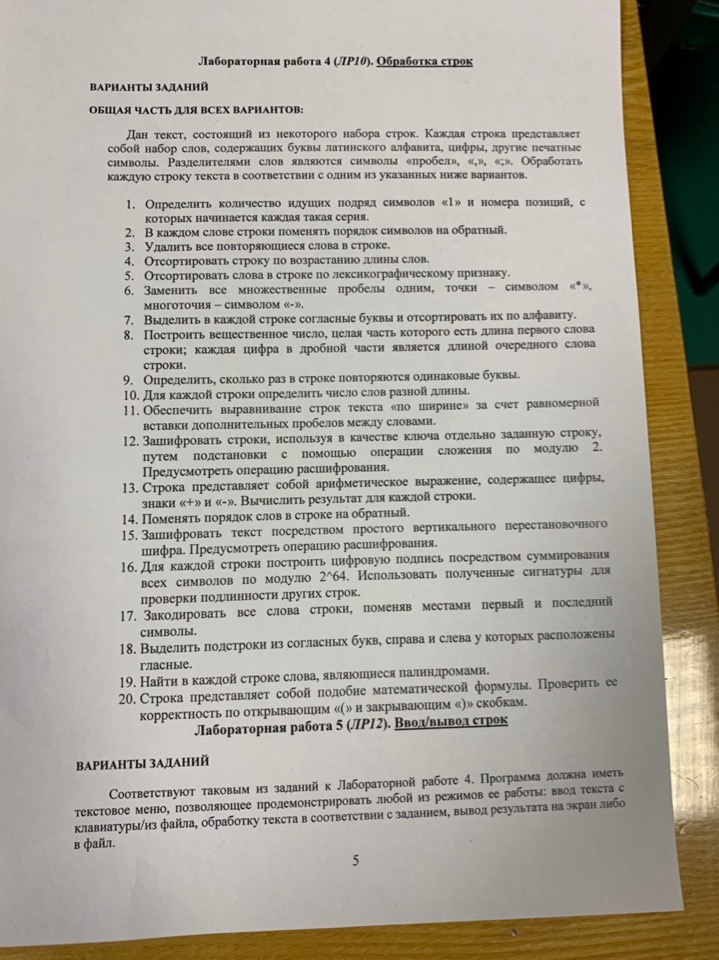 Лабораторная работа 4 (ЛР10). Обработка строк
ВАРИАНТЫ ЗАДАНИЙ
ОБЩАЯ ЧАСТЬ ДЛЯ ВСЕХ ВАРИАНТОВ:
Дан текст, состоящий из некоторого набора строк. Каждая строка представляет
собой набор слов, содержащих буквы латинского алфавита, цифры, другие печатные
символы. Разделителями слов являются символы «пробел», «,», «;». Обработать
каждую строку текста в соответствии с одним из указанных ниже вариантов.
1. Определить количество идущих подряд символов «1» и номера позиций, с
которых начинается каждая такая серия.
2. В каждом слове строки поменять порядок символов на обратный.
3. Удалить все повторяющиеся слова в строке.
4. Отсортировать строку по возрастанию длины слов.
5. Отсортировать слова в строке по лексикографическому признаку.
6. Заменить все множественные пробелы одним, точки – символом «*»,
многоточия – символом «-».
7. Выделить в каждой строке согласные буквы и отсортировать их по алфавиту.
8. Построить вещественное число, целая часть которого есть длина первого слова
строки; каждая цифра в дробной части является длиной очередного слова
строки.
9. Определить, сколько раз в строке повторяются одинаковые буквы.
10. Для каждой строки определить число слов разной длины.
11. Обеспечить выравнивание строк текста «по ширине» за счет равномерной
вставки дополнительных пробелов между словами.
12. Зашифровать строки, используя в качестве ключа отдельно заданную строку,
путем подстановки с помощью операции сложения по модулю 2.
Предусмотреть операцию расшифрования.
13. Строка представляет собой арифметическое выражение, содержащее цифры,
знаки «+» и «-». Вычислить результат для каждой строки.
14. Поменять порядок слов в строке на обратный.
15. Зашифровать текст посредством простого вертикального перестановочного
шифра. Предусмотреть операцию расшифрования.
16. Для каждой строки построить цифровую подпись посредством суммирования
всех символов по модулю 2^64. Использовать полученные сигнатуры для
проверки подлинности других строк.
17. Закодировать все слова строки, поменяв местами первый и последний
символы.
18. Выделить подстроки из согласных букв, справа и слева у которых расположены
гласные.
19. Найти в каждой строке слова, являющиеся палиндромами.
20. Строка представляет собой подобие математической формулы. Проверить ее
корректность по открывающим «(» и закрывающим «)» скобкам.
Лабораторная работа 5 (ЛР12). Ввод/вывод строк
ВАРИАНТЫ ЗАДАНИЙ
Соответствуют таковым из заданий к Лабораторной работе 4. Программа должна иметь
текстовое меню, позволяющее продемонстрировать любой из режимов ее работы: ввод текста с
клавиатуры/из файла, обработку текста в соответствии с заданием, вывод результата на экран либо
в файл.
5